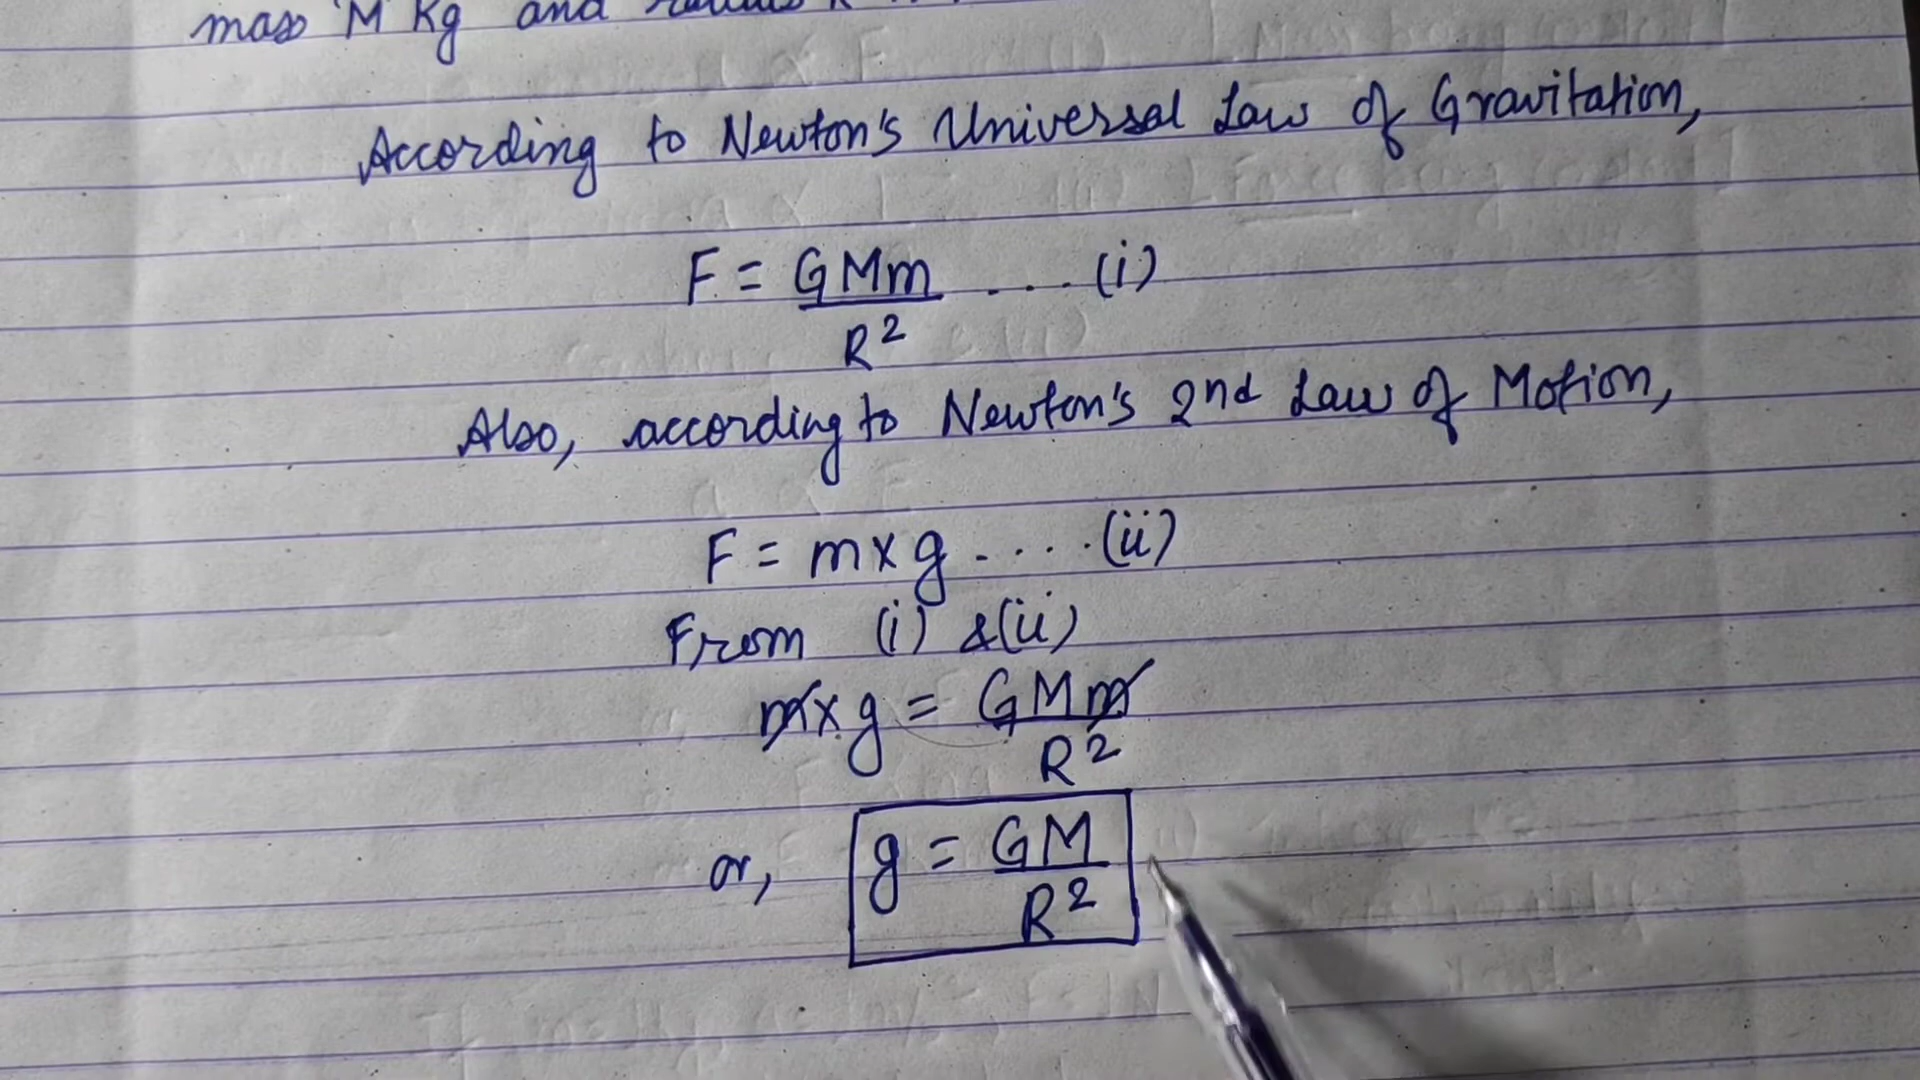 mass M Kg and radius R
According to Newton's Universal Law of Gravitation,
F = GMm/R² ....(i)
Also, according to Newton's 2nd Law of Motion,
F = m x g ....(ii)
From (i) &(ii)
m x g = GMm/R²
or, g = GM/R²